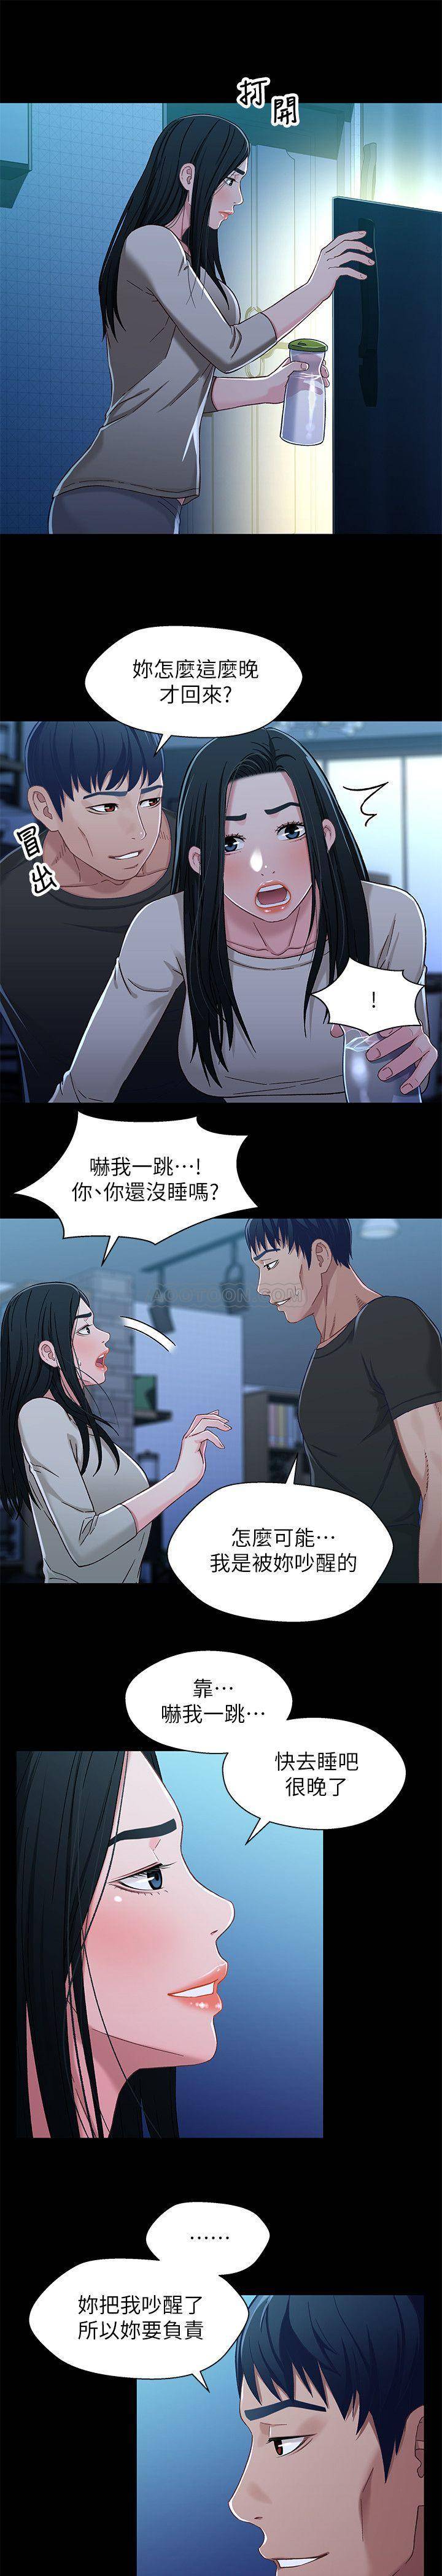 打開
妳怎麼這麼晚
才回來?
冒出
!
嚇我一跳⋯!
你、你還沒睡嗎?
怎麼可能⋯
我是被妳吵醒的
靠⋯
嚇我一跳⋯
快去睡吧
很晚了
⋯⋯
妳把我吵醒了
所以妳要負責